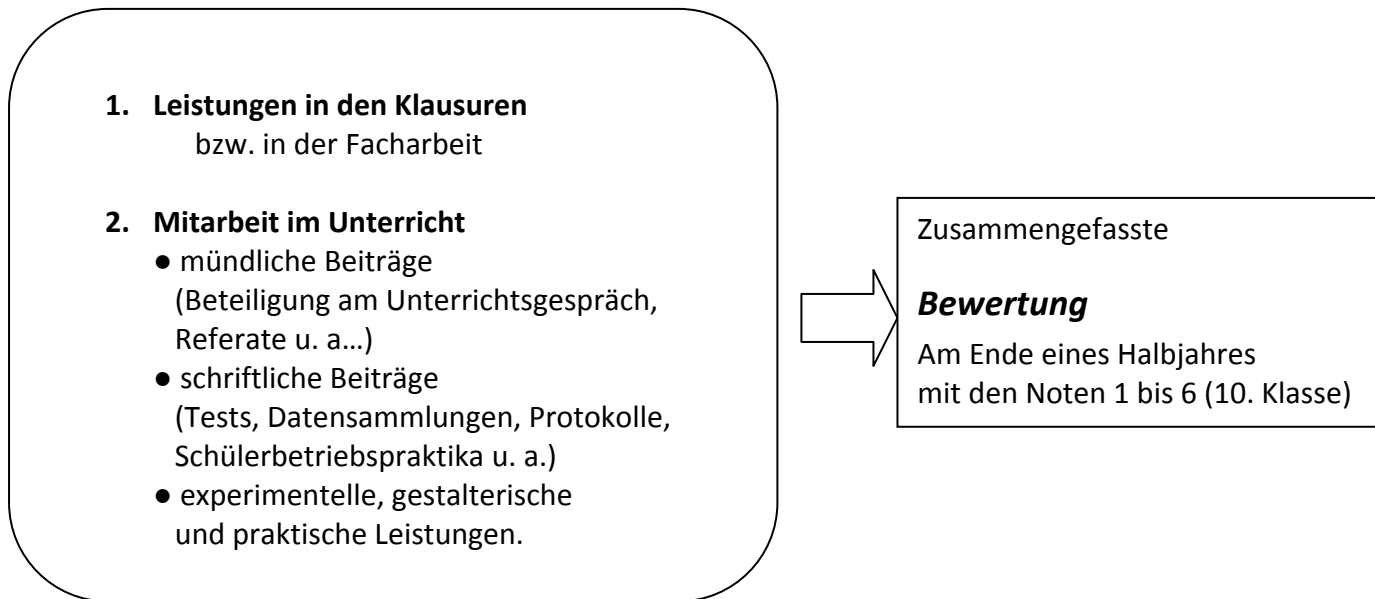 1. Leistungen in den Klausuren
bzw. in der Facharbeit
2. Mitarbeit im Unterricht
● mündliche Beiträge
(Beteiligung am Unterrichtsgespräch,
Referate u. a…)
● schriftliche Beiträge
(Tests, Datensammlungen, Protokolle,
Schülerbetriebspraktika u. a.)
● experimentelle, gestalterische
und praktische Leistungen.
Zusammengefasste
Bewertung
Am Ende eines Halbjahres
mit den Noten 1 bis 6 (10. Klasse)